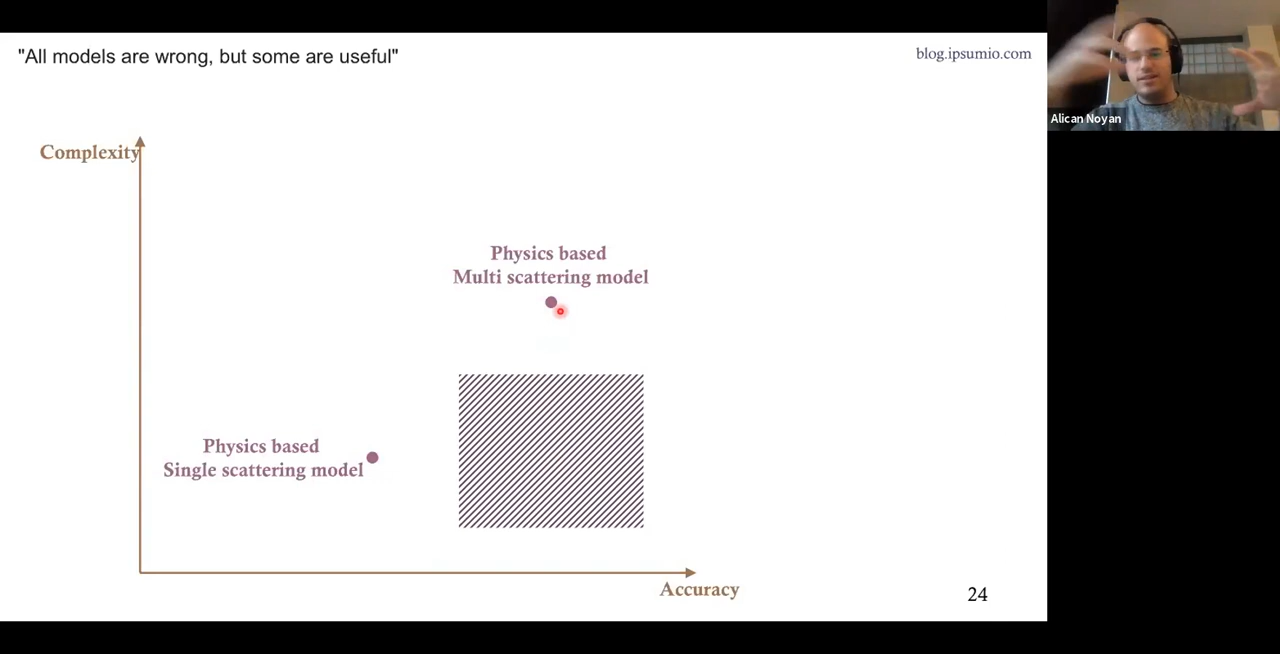 "All models are wrong, but some are useful"
blog.ipsumio.com
Alican Noyan
Complexity
Physics based
Multi scattering model
Physics based
Single scattering model
Accuracy
24